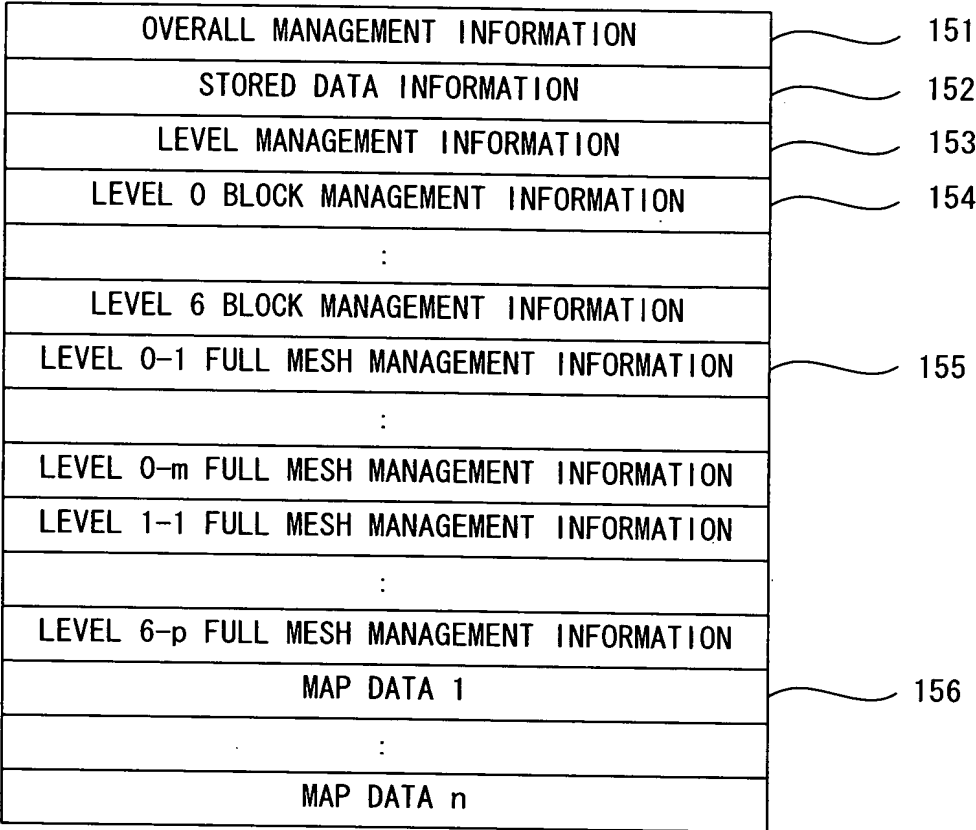 OVERALL MANAGEMENT INFORMATION 151
STORED DATA INFORMATION 152
LEVEL MANAGEMENT INFORMATION 153
LEVEL 0 BLOCK MANAGEMENT INFORMATION 154
:
LEVEL 6 BLOCK MANAGEMENT INFORMATION
LEVEL 0-1 FULL MESH MANAGEMENT INFORMATION 155
:
LEVEL 0-m FULL MESH MANAGEMENT INFORMATION
LEVEL 1-1 FULL MESH MANAGEMENT INFORMATION
:
LEVEL 6-p FULL MESH MANAGEMENT INFORMATION
MAP DATA 1 156
:
MAP DATA n